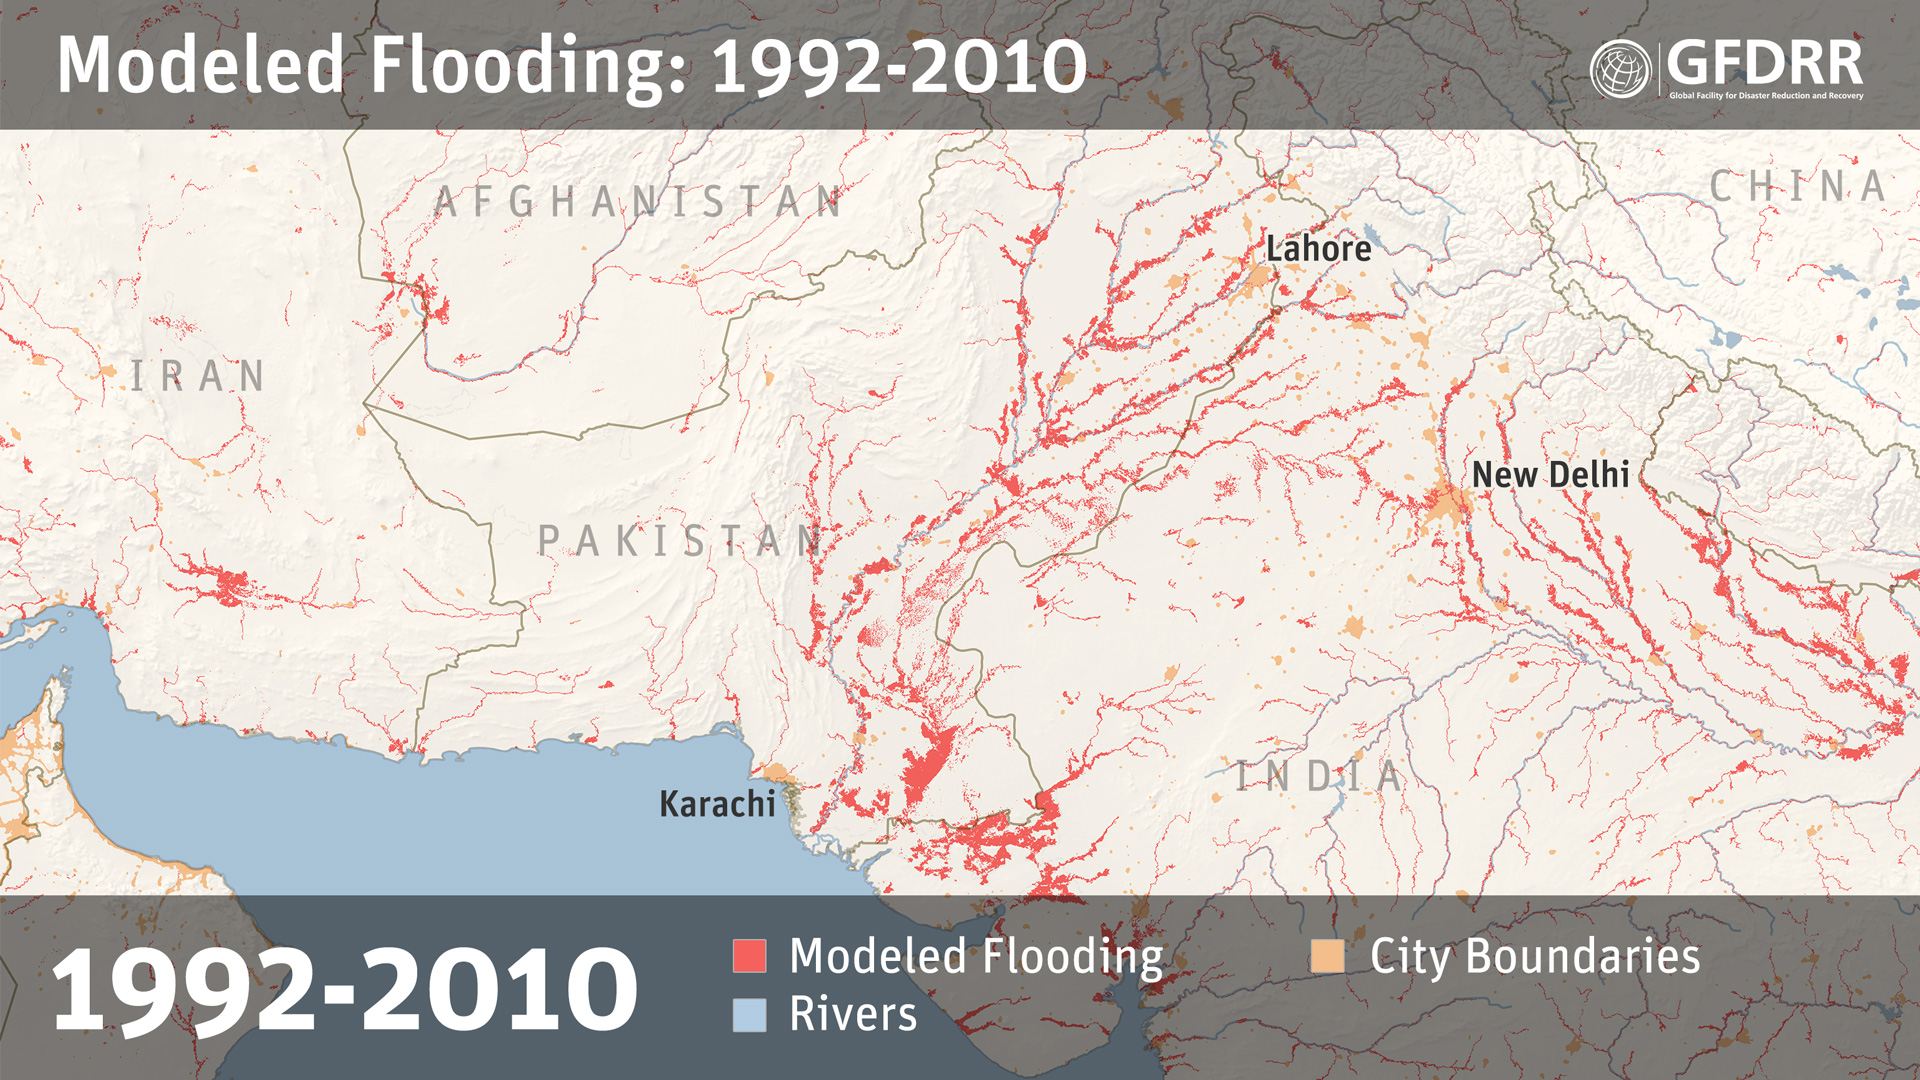 Modeled Flooding: 1992-2010
GFDRR
Global Facility for Disaster Reduction and Recovery
AFGHANISTAN
CHINA
Lahore
IRAN
New Delhi
PAKISTAN
INDIA
Karachi
1992-2010
Modeled Flooding
City Boundaries
Rivers